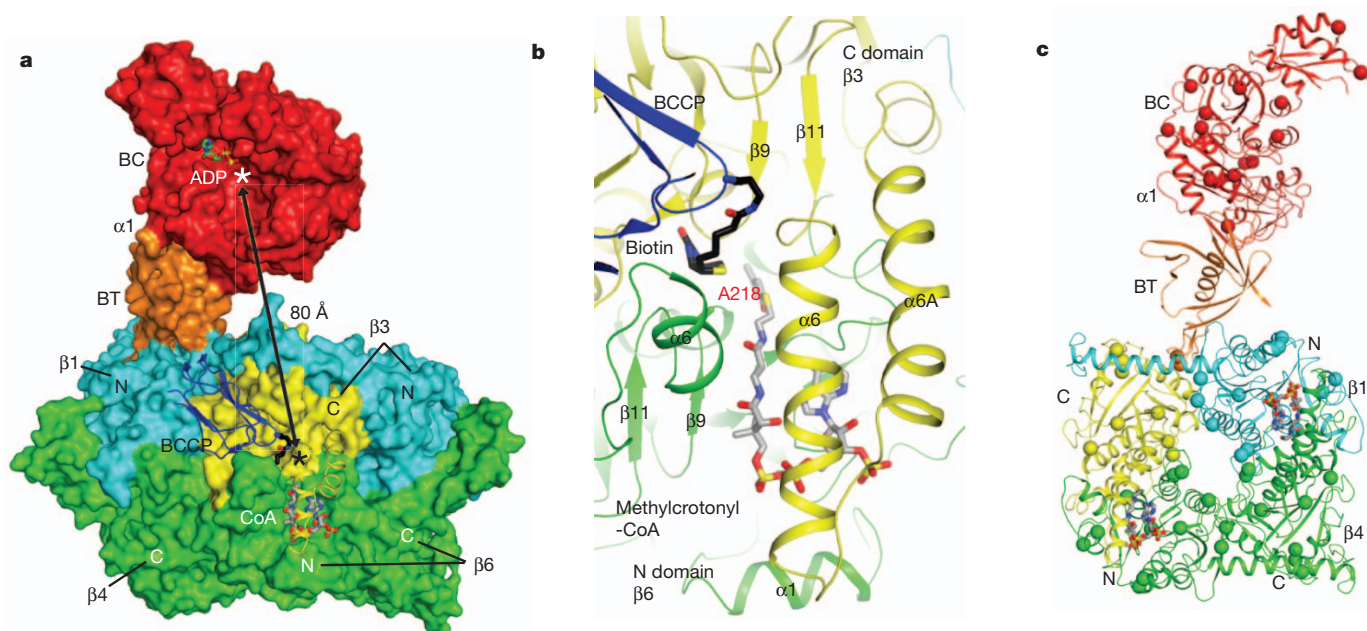 a
BC
ADP
α1
BT
80 Å
β3
β1
N
N
C
BCCP
CoA
C
C
N
β6
β4
b
C domain
β3
BCCP
β11
β9
Biotin
A218
α6
α6
α6A
β11
β9
Methylcrotonyl
-CoA
N domain
β6
α1
c
BC
α1
BT
N
C
β1
β4
N
C